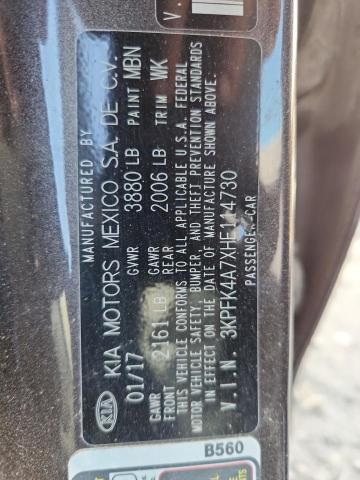 KIA
MANUFACTURED BY
KIA MOTORS MEXICO S.A. DE C.V.
01/17 GVWR 3880 LB PAINT MBN
GAWR FRONT 2161 LB GAWR REAR 2006 LB TRIM WK
THIS VEHICLE CONFORMS TO ALL APPLICABLE U.S.A. FEDERAL
MOTOR VEHICLE SAFETY, BUMPER, AND THEFT PREVENTION STANDARDS
IN EFFECT ON THE DATE OF MANUFACTURE SHOWN ABOVE.
V.I.N. 3KPFK4A7XHE114730
PASSENGER-CAR
B560
V.